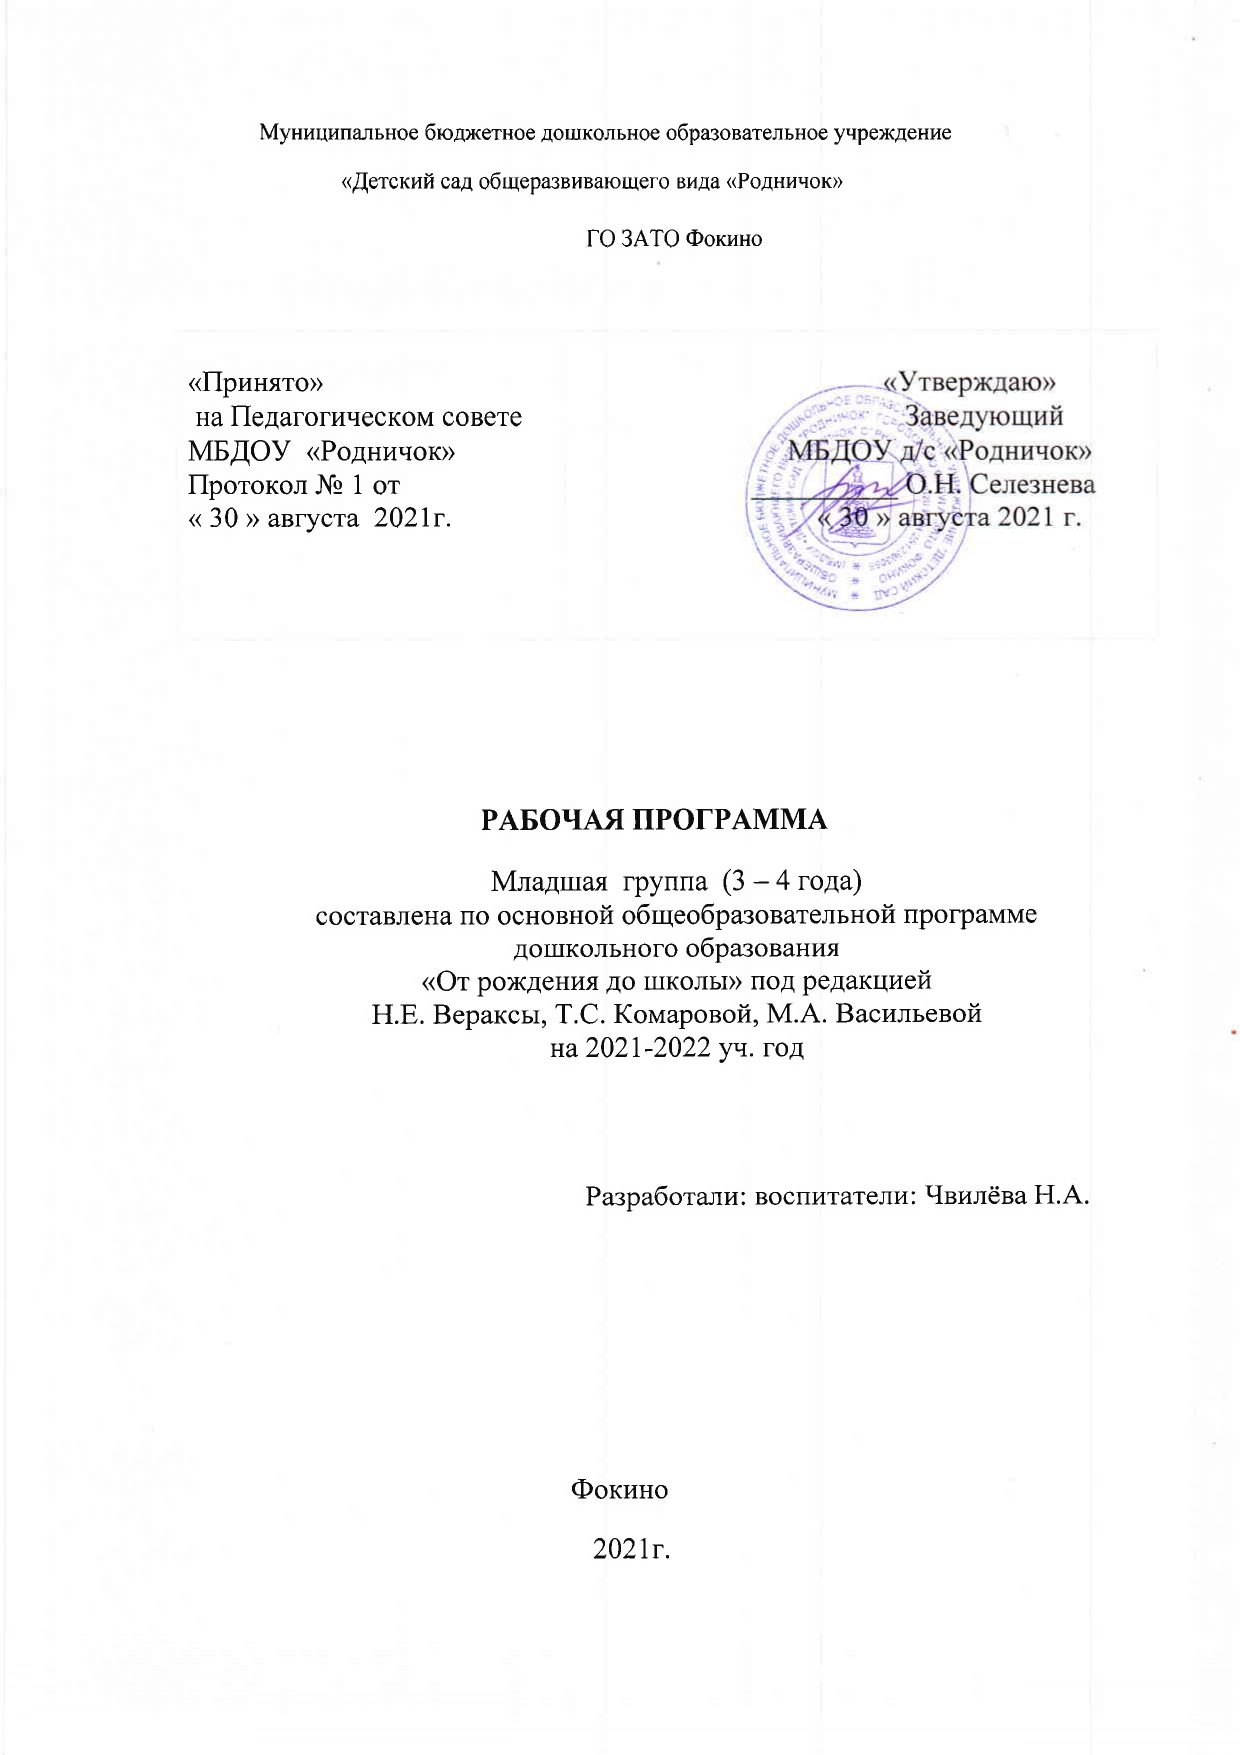 Муниципальное бюджетное дошкольное образовательное учреждение
«Детский сад общеразвивающего вида «Родничок»
ГО ЗАТО Фокино
«Принято»
на Педагогическом совете
МБДОУ «Родничок»
Протокол № 1 от
« 30 » августа 2021г.
«Утверждаю»
Заведующий
МБДОУ д/с «Родничок»
___________ О.Н. Селезнева
« 30 » августа 2021 г.
РАБОЧАЯ ПРОГРАММА
Младшая группа (3 – 4 года)
составлена по основной общеобразовательной программе
дошкольного образования
«От рождения до школы» под редакцией
Н.Е. Вераксы, Т.С. Комаровой, М.А. Васильевой
на 2021-2022 уч. год
Разработали: воспитатели: Чвилёва Н.А.
Фокино
2021г.